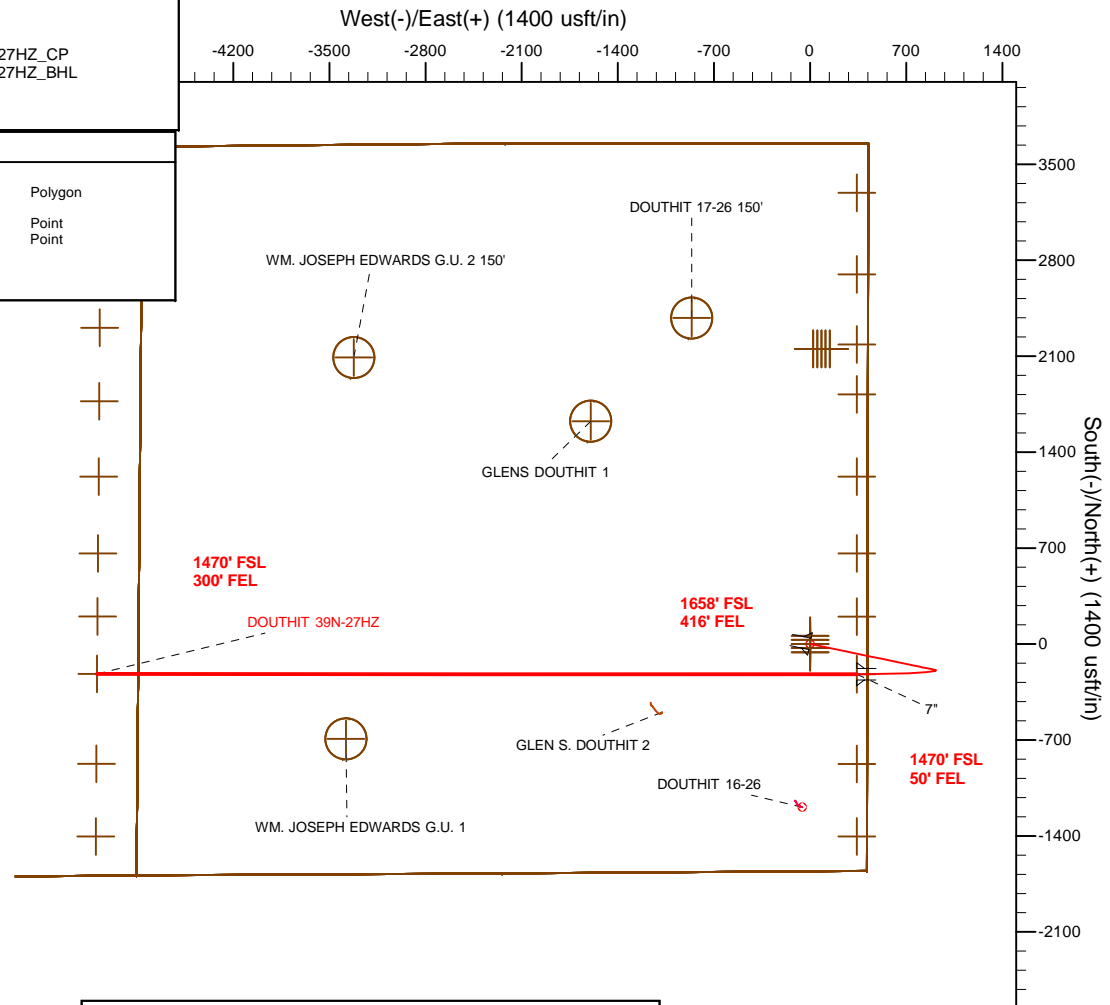 West(-)/East(+) (1400 usft/in)
-4200 -3500 -2800 -2100 -1400 -700 0 700 1400
27HZ_CP
27HZ_BHL
Polygon
Point
Point
3500
2800
2100
1400
700
0
-700
-1400
-2100
South(-)/North(+) (1400 usft/in)
DOUTHIT 17-26 150'
WM. JOSEPH EDWARDS G.U. 2 150'
GLENS DOUTHIT 1
1470' FSL
300' FEL
1658' FSL
416' FEL
DOUTHIT 39N-27HZ
7"
GLEN S. DOUTHIT 2
1470' FSL
50' FEL
DOUTHIT 16-26
WM. JOSEPH EDWARDS G.U. 1